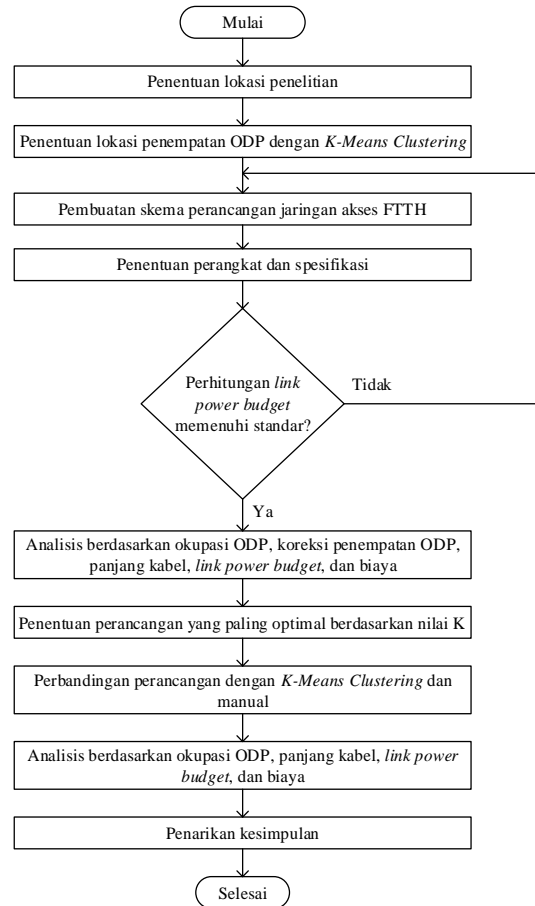 Mulai
Penentuan lokasi penelitian
Penentuan lokasi penempatan ODP dengan K-Means Clustering
Pembuatan skema perancangan jaringan akses FTTH
Penentuan perangkat dan spesifikasi
Perhitungan link
power budget
memenuhi standar?
Tidak
Ya
Analisis berdasarkan okupasi ODP, koreksi penempatan ODP,
panjang kabel, link power budget, dan biaya
Penentuan perancangan yang paling optimal berdasarkan nilai K
Perbandingan perancangan dengan K-Means Clustering dan
manual
Analisis berdasarkan okupasi ODP, panjang kabel, link power
budget, dan biaya
Penarikan kesimpulan
Selesai